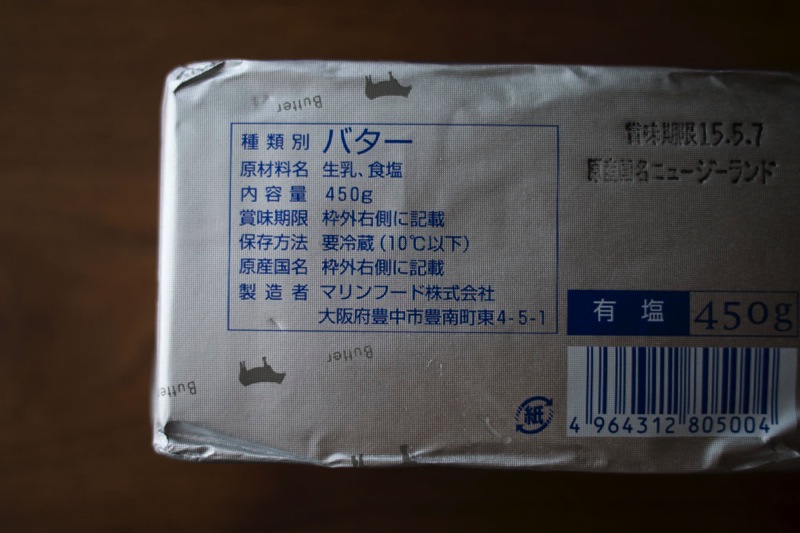 Butter
種類別 バター
原材料名 生乳、食塩
内容量 450g
賞味期限 枠外右側に記載
保存方法 要冷蔵(10℃以下)
原産国名 枠外右側に記載
製造者 マリンフード株式会社
大阪府豊中市豊南町東4-5-1
賞味期限15.5.7
原産国名ニュージーランド
有塩 450g
Butter
Butter
紙
4 964312 805004